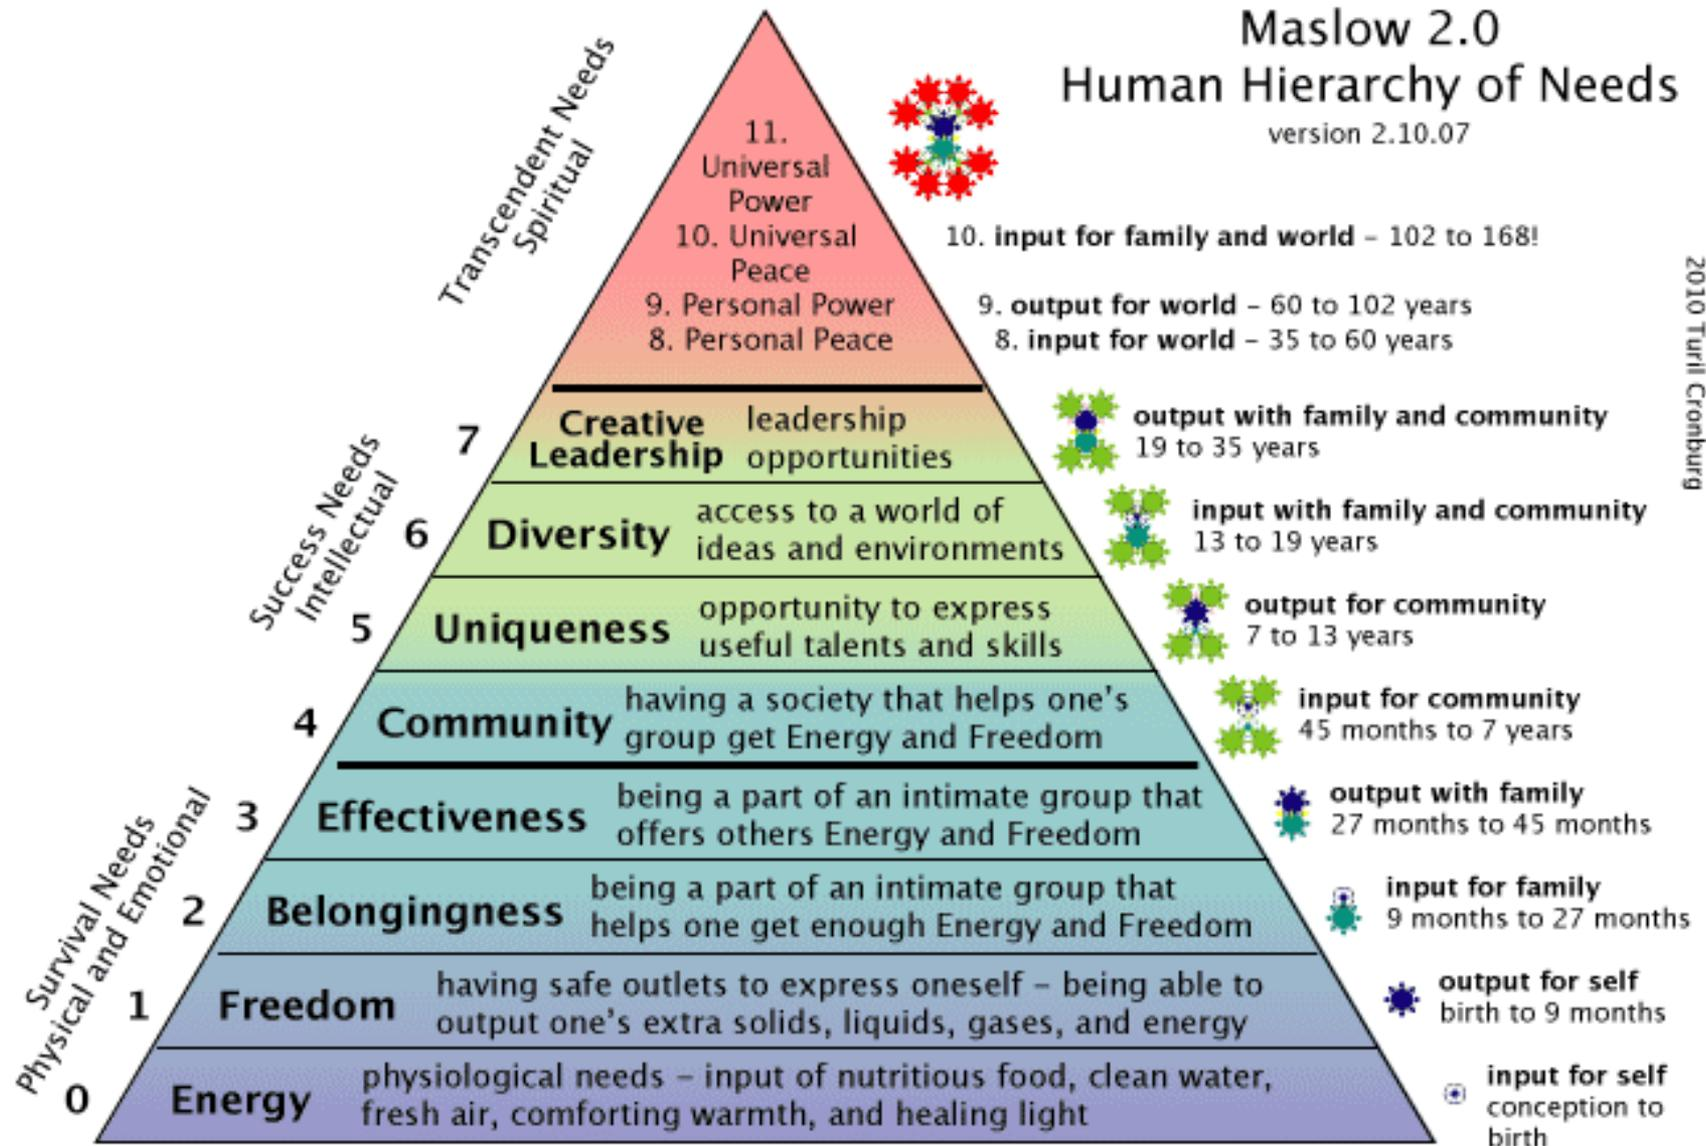 Maslow 2.0
Human Hierarchy of Needs
version 2.10.07
2010 Turil Cronburg
Transcendent Needs
Spiritual
11.
Universal
Power
10. Universal
Peace
9. Personal Power
8. Personal Peace
10. input for family and world – 102 to 168!
9. output for world – 60 to 102 years
8. input for world – 35 to 60 years
Success Needs
Intellectual
7
Creative
Leadership
leadership
opportunities
output with family and community
19 to 35 years
6
Diversity
access to a world of
ideas and environments
input with family and community
13 to 19 years
5
Uniqueness
opportunity to express
useful talents and skills
output for community
7 to 13 years
4
Community
having a society that helps one's
group get Energy and Freedom
input for community
45 months to 7 years
Survival Needs
Physical and Emotional
3
Effectiveness
being a part of an intimate group that
offers others Energy and Freedom
output with family
27 months to 45 months
2
Belongingness
being a part of an intimate group that
helps one get enough Energy and Freedom
input for family
9 months to 27 months
1
Freedom
having safe outlets to express oneself – being able to
output one's extra solids, liquids, gases, and energy
output for self
birth to 9 months
0
Energy
physiological needs – input of nutritious food, clean water,
fresh air, comforting warmth, and healing light
input for self
conception to
birth